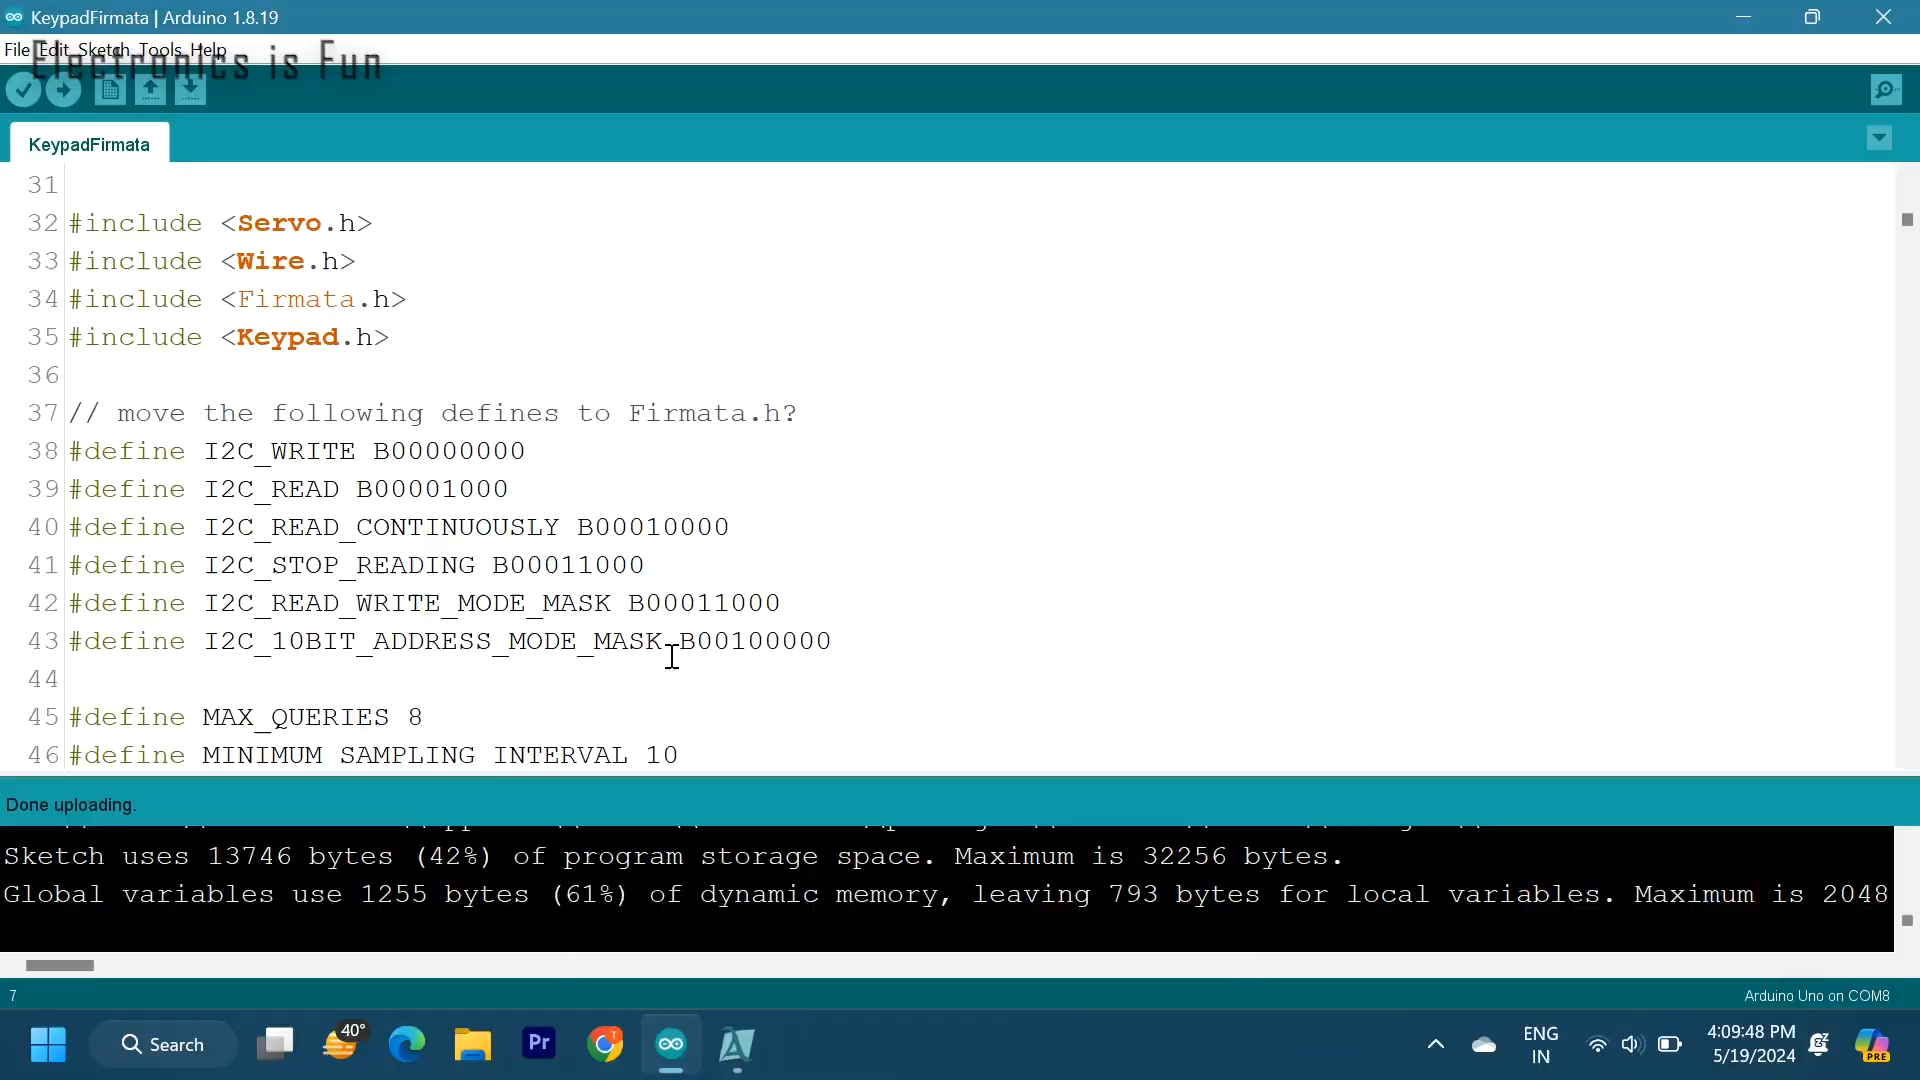 KeypadFirmata | Arduino 1.8.19
File Edit Sketch Tools Help
Electronics is Fun
KeypadFirmata
31
32 #include <Servo.h>
33 #include <Wire.h>
34 #include <Firmata.h>
35 #include <Keypad.h>
36
37 // move the following defines to Firmata.h?
38 #define I2C_WRITE B00000000
39 #define I2C_READ B00001000
40 #define I2C_READ_CONTINUOUSLY B00010000
41 #define I2C_STOP_READING B00011000
42 #define I2C_READ_WRITE_MODE_MASK B00011000
43 #define I2C_10BIT_ADDRESS_MODE_MASK B00100000
44
45 #define MAX_QUERIES 8
46 #define MINIMUM SAMPLING INTERVAL 10
Done uploading.
Sketch uses 13746 bytes (42%) of program storage space. Maximum is 32256 bytes.
Global variables use 1255 bytes (61%) of dynamic memory, leaving 793 bytes for local variables. Maximum is 2048
7
Arduino Uno on COM8
Search
40°
Pr
ENG
IN
4:09:48 PM
5/19/2024
PRE